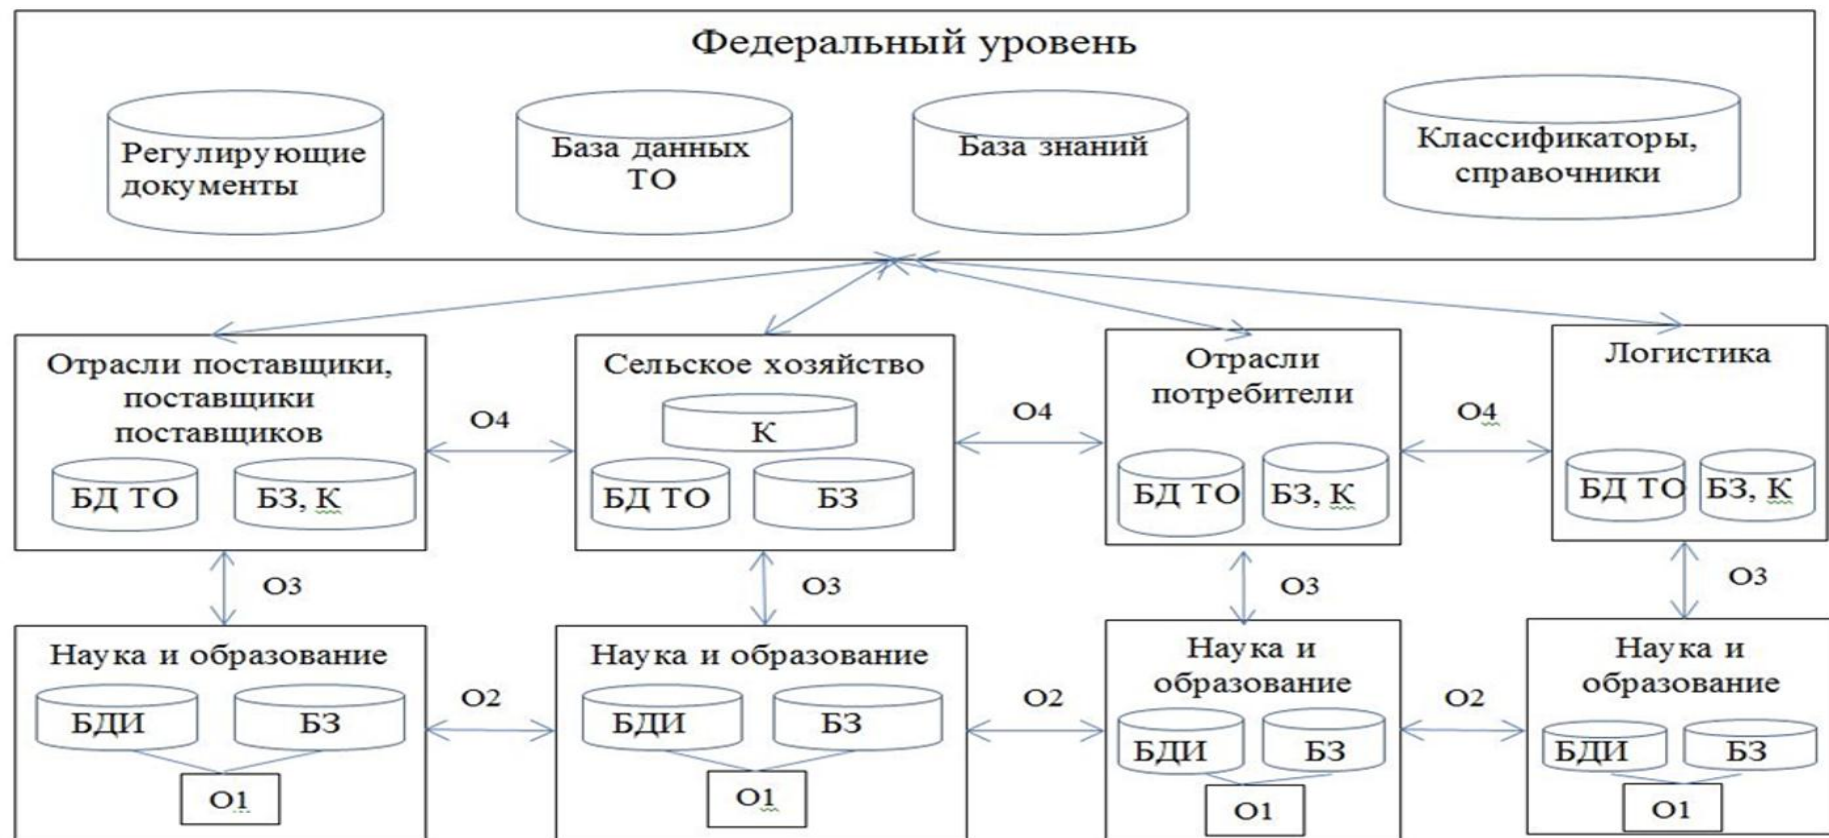 Федеральный уровень
Регулирующие
документы
База данных
ТО
База знаний
Классификаторы,
справочники
Отрасли поставщики,
поставщики
поставщиков
БД ТО
БЗ, К
О4
Сельское хозяйство
К
БД ТО
БЗ
О4
Отрасли
потребители
БД ТО
БЗ, К
О4
Логистика
БД ТО
БЗ, К
О3
О3
О3
О3
Наука и образование
БДИ
БЗ
О1
О2
Наука и образование
БДИ
БЗ
О1
О2
Наука и
образование
БДИ
БЗ
О1
О2
Наука и
образование
БДИ
БЗ
О1